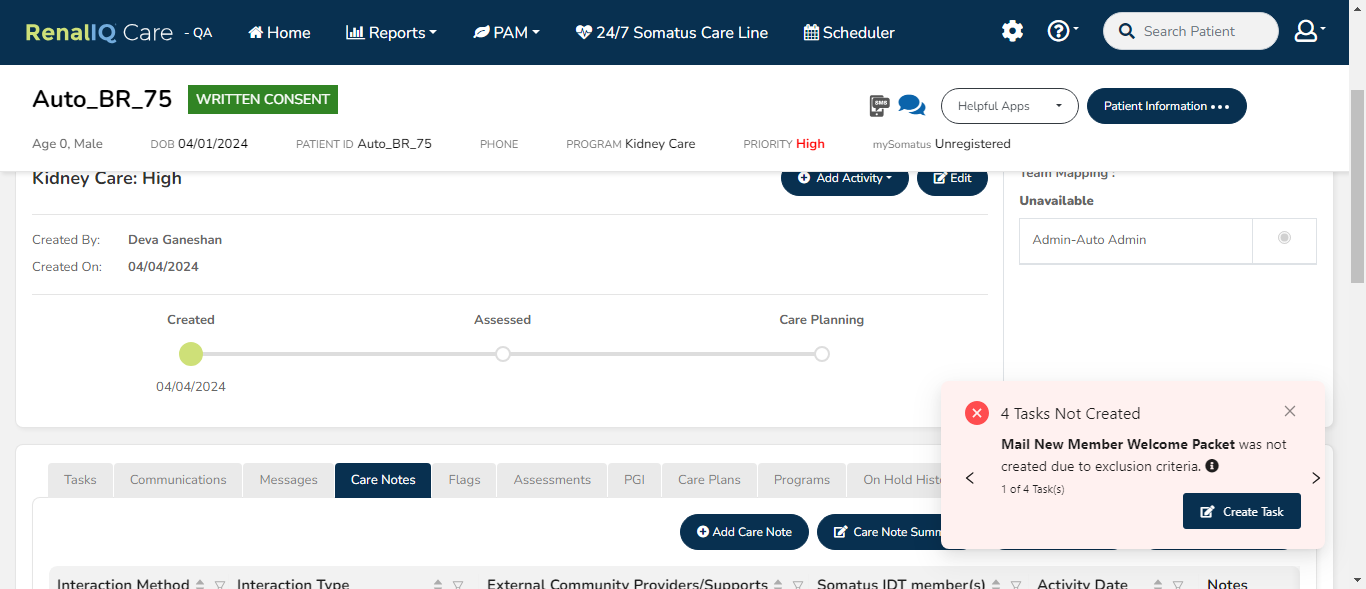 RenalIQ Care - QA
Home
Reports
PAM
24/7 Somatus Care Line
Scheduler
Search Patient
Auto_BR_75
WRITTEN CONSENT
SMS
Helpful Apps
Patient Information
Age 0, Male
DOB 04/01/2024
PATIENT ID Auto_BR_75
PHONE
PROGRAM Kidney Care
PRIORITY High
mySomatus Unregistered
Kidney Care: High
Add Activity
Edit
Team Mapping :
Unavailable
Admin-Auto Admin
Created By: Deva Ganeshan
Created On: 04/04/2024
Created
Assessed
Care Planning
04/04/2024
4 Tasks Not Created
Mail New Member Welcome Packet was not
created due to exclusion criteria.
1 of 4 Task(s)
Create Task
Tasks
Communications
Messages
Care Notes
Flags
Assessments
PGI
Care Plans
Programs
On Hold Hist
Add Care Note
Care Note Summ
Interaction Method
Interaction Type
External Community Providers/Supports
Somatus IDT member(s)
Activity Date
Notes